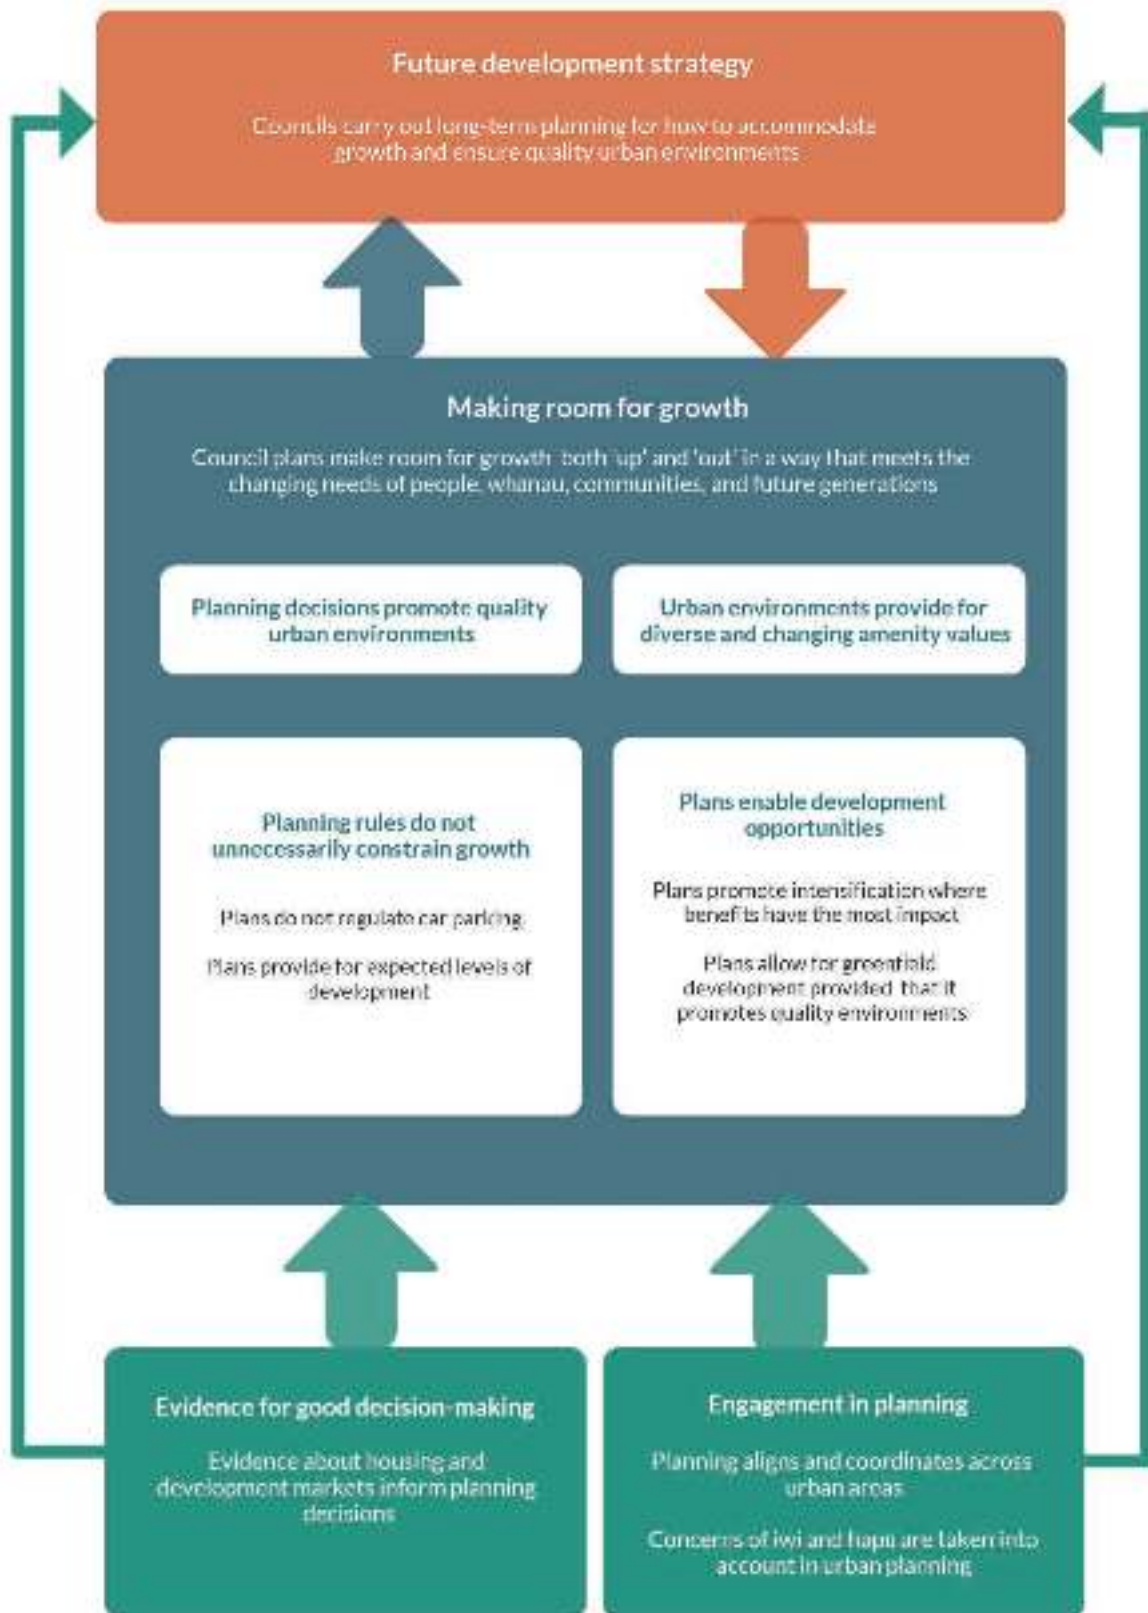 Future development strategy
Councils carry out long-term planning for how to accommodate
growth and ensure quality urban environments
Making room for growth
Council plans make room for growth both 'up' and 'out' in a way that meets the
changing needs of people, whanau, communities, and future generations
Planning decisions promote quality
urban environments
Urban environments provide for
diverse and changing amenity values
Planning rules do not
unnecessarily constrain growth
Plans do not regulate car parking
Plans provide for expected levels of
development
Plans enable development
opportunities
Plans promote intensification where
benefits have the most impact
Plans allow for greenfield
development provided that it
promotes quality environments
Evidence for good decision-making
Evidence about housing and
development markets inform planning
decisions
Engagement in planning
Planning aligns and coordinates across
urban areas
Concerns of iwi and hapu are taken into
account in urban planning